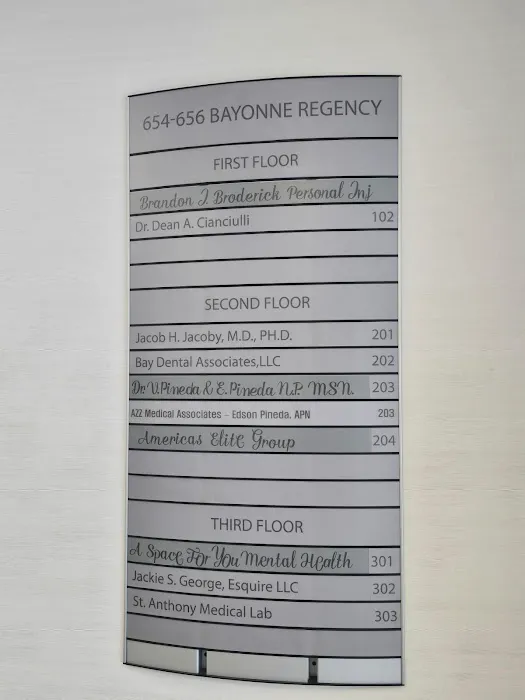 654-656 BAYONNE REGENCY
FIRST FLOOR
Brandon J. Broderick Personal Inj
Dr. Dean A. Cianciulli 102
SECOND FLOOR
Jacob H. Jacoby, M.D., PH.D. 201
Bay Dental Associates,LLC 202
Dr. V.Pineda & E.Pineda N.P. MSN. 203
AZZ Medical Associates - Edson Pineda, APN 203
Americas Elite Group 204
THIRD FLOOR
A Space For You Mental Health 301
Jackie S. George, Esquire LLC 302
St. Anthony Medical Lab 303